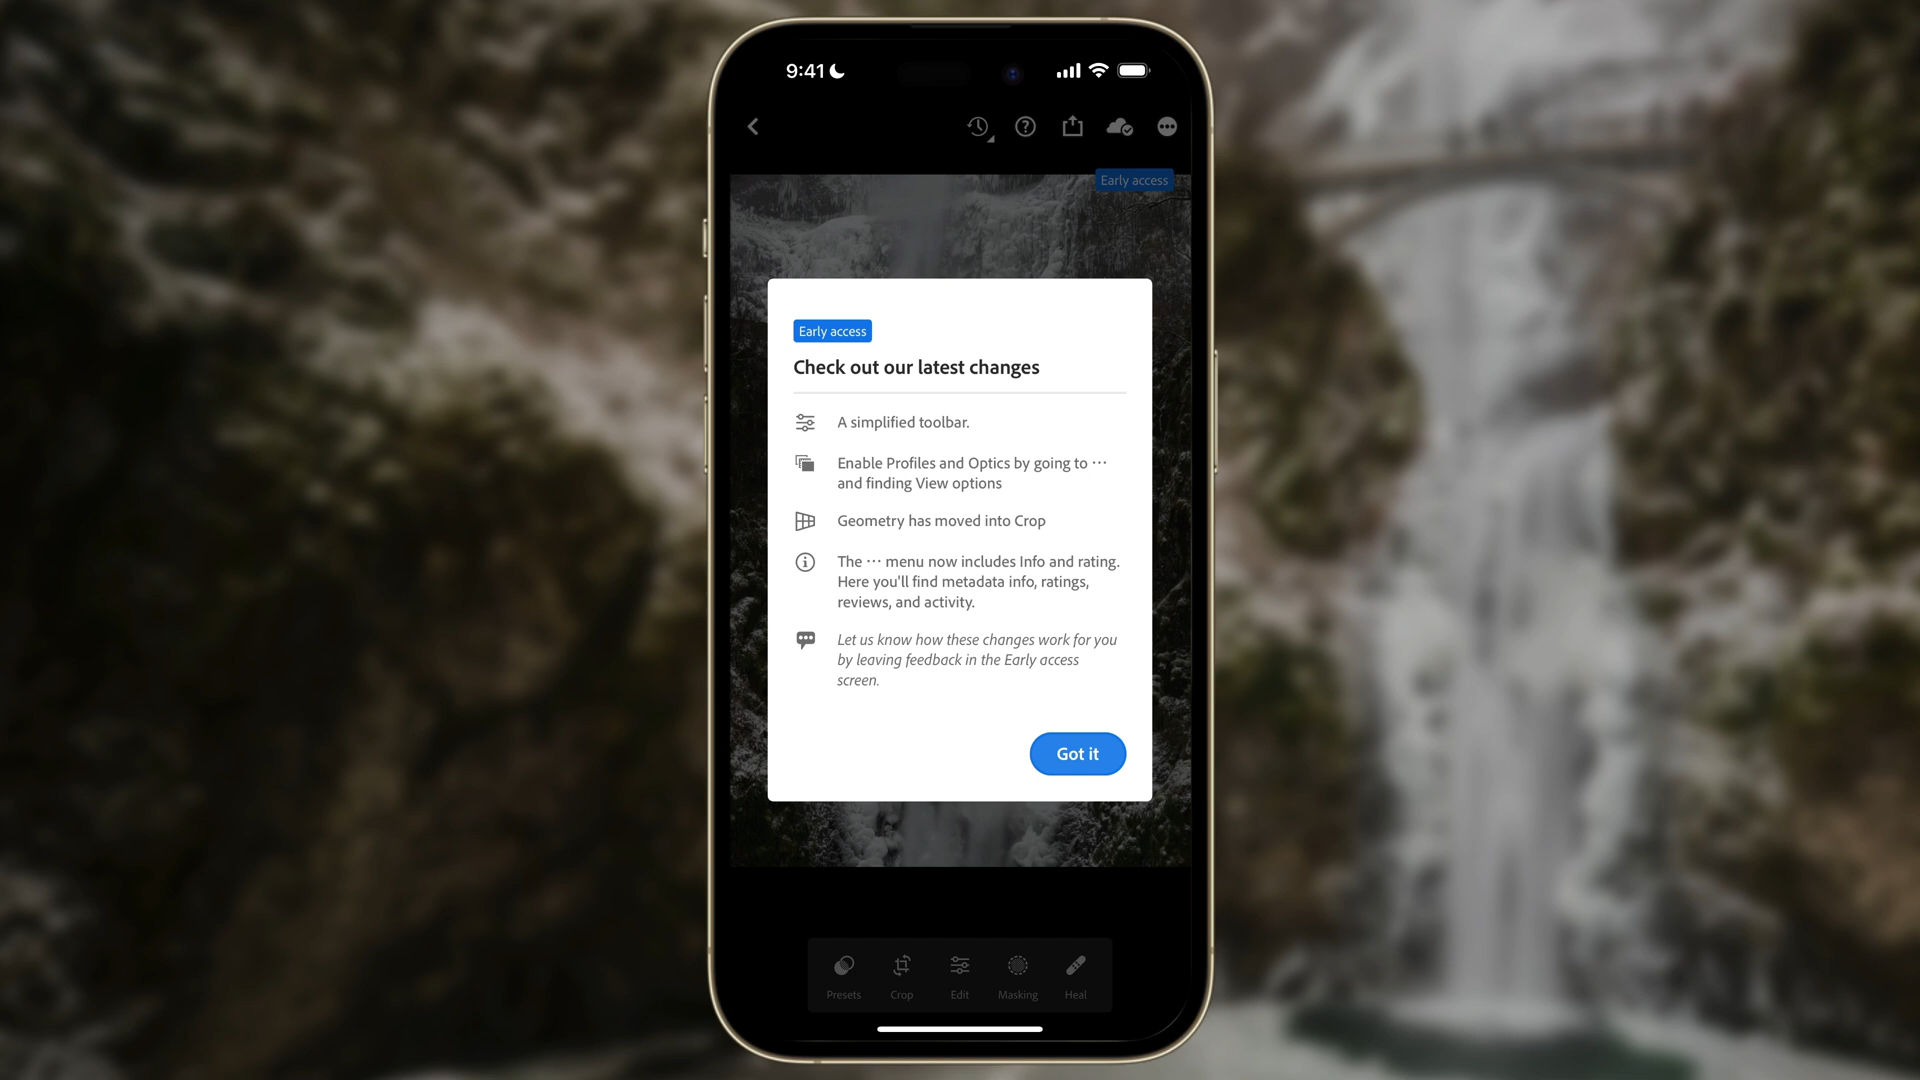 9:41
Early access
Early access
Check out our latest changes
A simplified toolbar.
Enable Profiles and Optics by going to ···
and finding View options
Geometry has moved into Crop
The ··· menu now includes Info and rating.
Here you'll find metadata info, ratings,
reviews, and activity.
Let us know how these changes work for you
by leaving feedback in the Early access
screen.
Got it
Presets Crop Edit Masking Heal